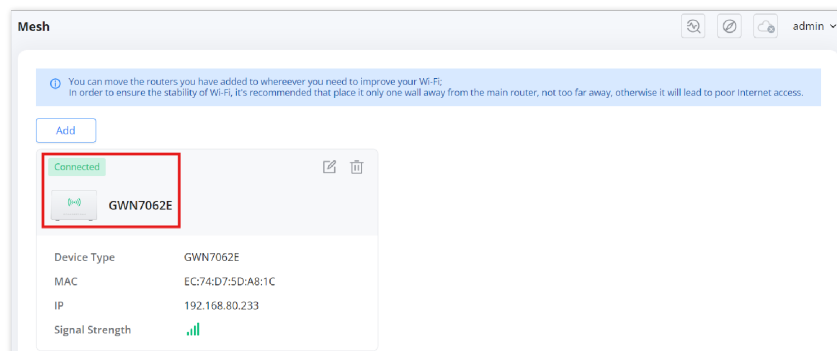 Mesh
admin
You can move the routers you have added to whereever you need to improve your Wi-Fi;
In order to ensure the stability of Wi-Fi, it's recommended that place it only one wall away from the main router, not too far away, otherwise it will lead to poor Internet access.
Add
Connected
GWN7062E
Device Type GWN7062E
MAC EC:74:D7:5D:A8:1C
IP 192.168.80.233
Signal Strength